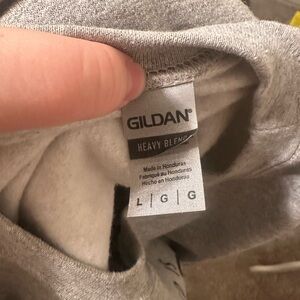 GILDAN®
HEAVY BLEND
Made in Honduras
Fabriqué au Honduras
Hecho en Honduras
L | G | G